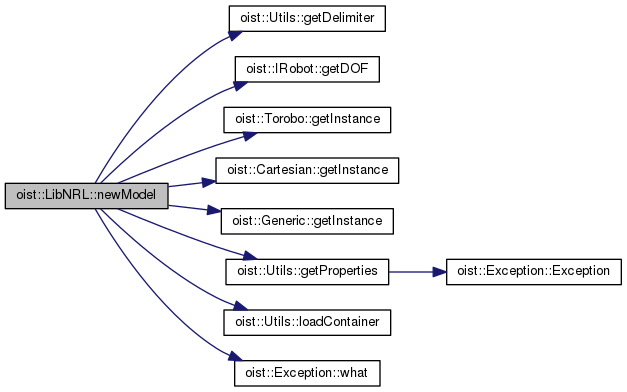 oist::Utils::getDelimiter
oist::IRobot::getDOF
oist::Torobo::getInstance
oist::Cartesian::getInstance
oist::LibNRL::newModel
oist::Generic::getInstance
oist::Utils::getProperties
oist::Exception::Exception
oist::Utils::loadContainer
oist::Exception::what